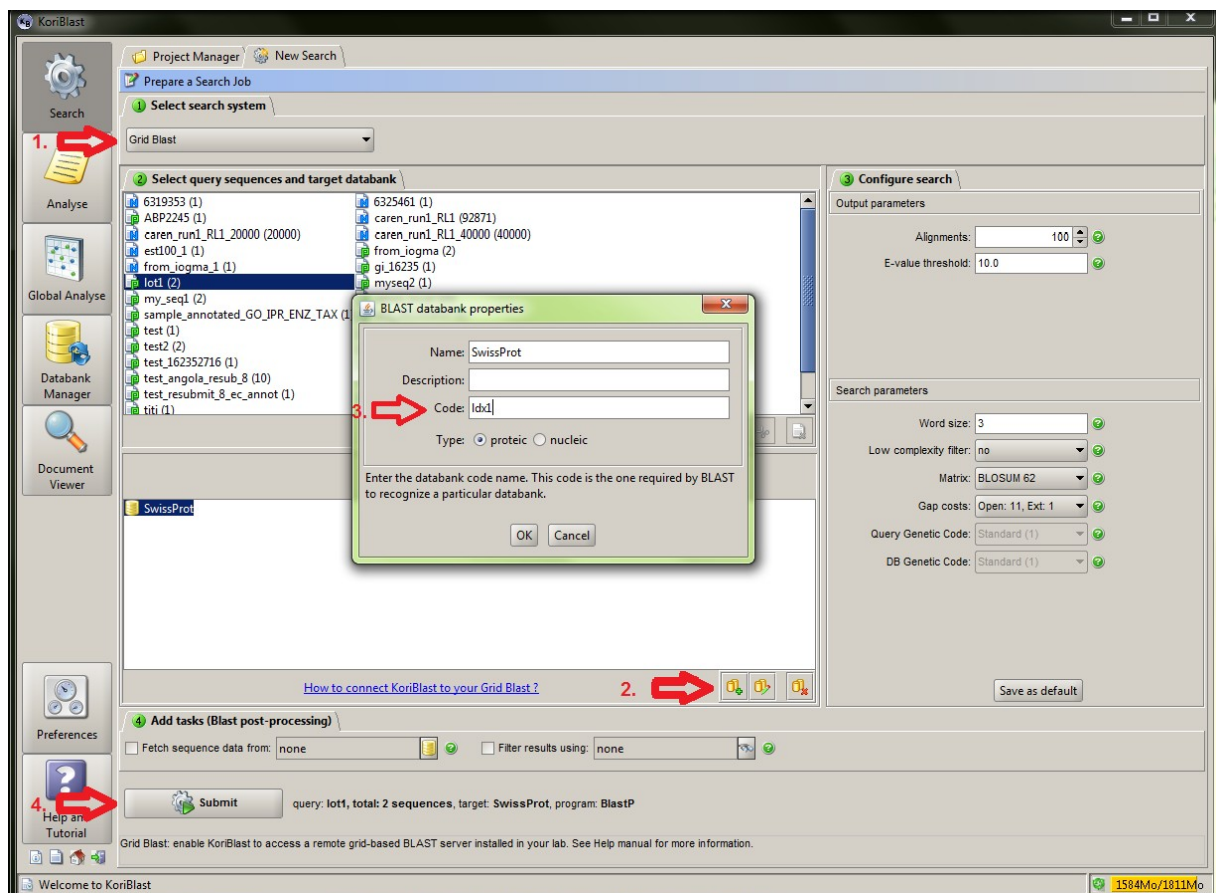 KoriBlast
Project Manager
New Search
Prepare a Search Job
1 Select search system
1.
Grid Blast
2 Select query sequences and target databank
6319353 (1)
ABP2245 (1)
caren_run1_RL1_20000 (20000)
est100_1 (1)
from_iogma_1 (1)
lot1 (2)
my_seq1 (2)
sample_annotated_GO_IPR_ENZ_TAX (1
test (1)
test2 (2)
test_162352716 (1)
test_angola_resub_8 (10)
test_resubmit_8_ec_annot (1)
titi (1)
6325461 (1)
caren_run1_RL1 (92871)
caren_run1_RL1_40000 (40000)
from_iogma (2)
gi_16235 (1)
myseq2 (1)
BLAST databank properties
Name: SwissProt
Description:
3.
Code: Idx1
Type: proteic nucleic
Enter the databank code name. This code is the one required by BLAST
to recognize a particular databank.
OK Cancel
SwissProt
How to connect KoriBlast to your Grid Blast ?
2.
3 Configure search
Output parameters
Alignments: 100
E-value threshold: 10.0
Search parameters
Word size: 3
Low complexity filter: no
Matrix: BLOSUM 62
Gap costs: Open: 11, Ext: 1
Query Genetic Code: Standard (1)
DB Genetic Code: Standard (1)
Save as default
4 Add tasks (Blast post-processing)
Fetch sequence data from: none
Filter results using: none
4.
Submit
query: lot1, total: 2 sequences, target: SwissProt, program: BlastP
Grid Blast: enable KoriBlast to access a remote grid-based BLAST server installed in your lab. See Help manual for more information.
Search
Analyse
Global Analyse
Databank
Manager
Document
Viewer
Preferences
Help and
Tutorial
Welcome to KoriBlast
1584Mo/1811Mo